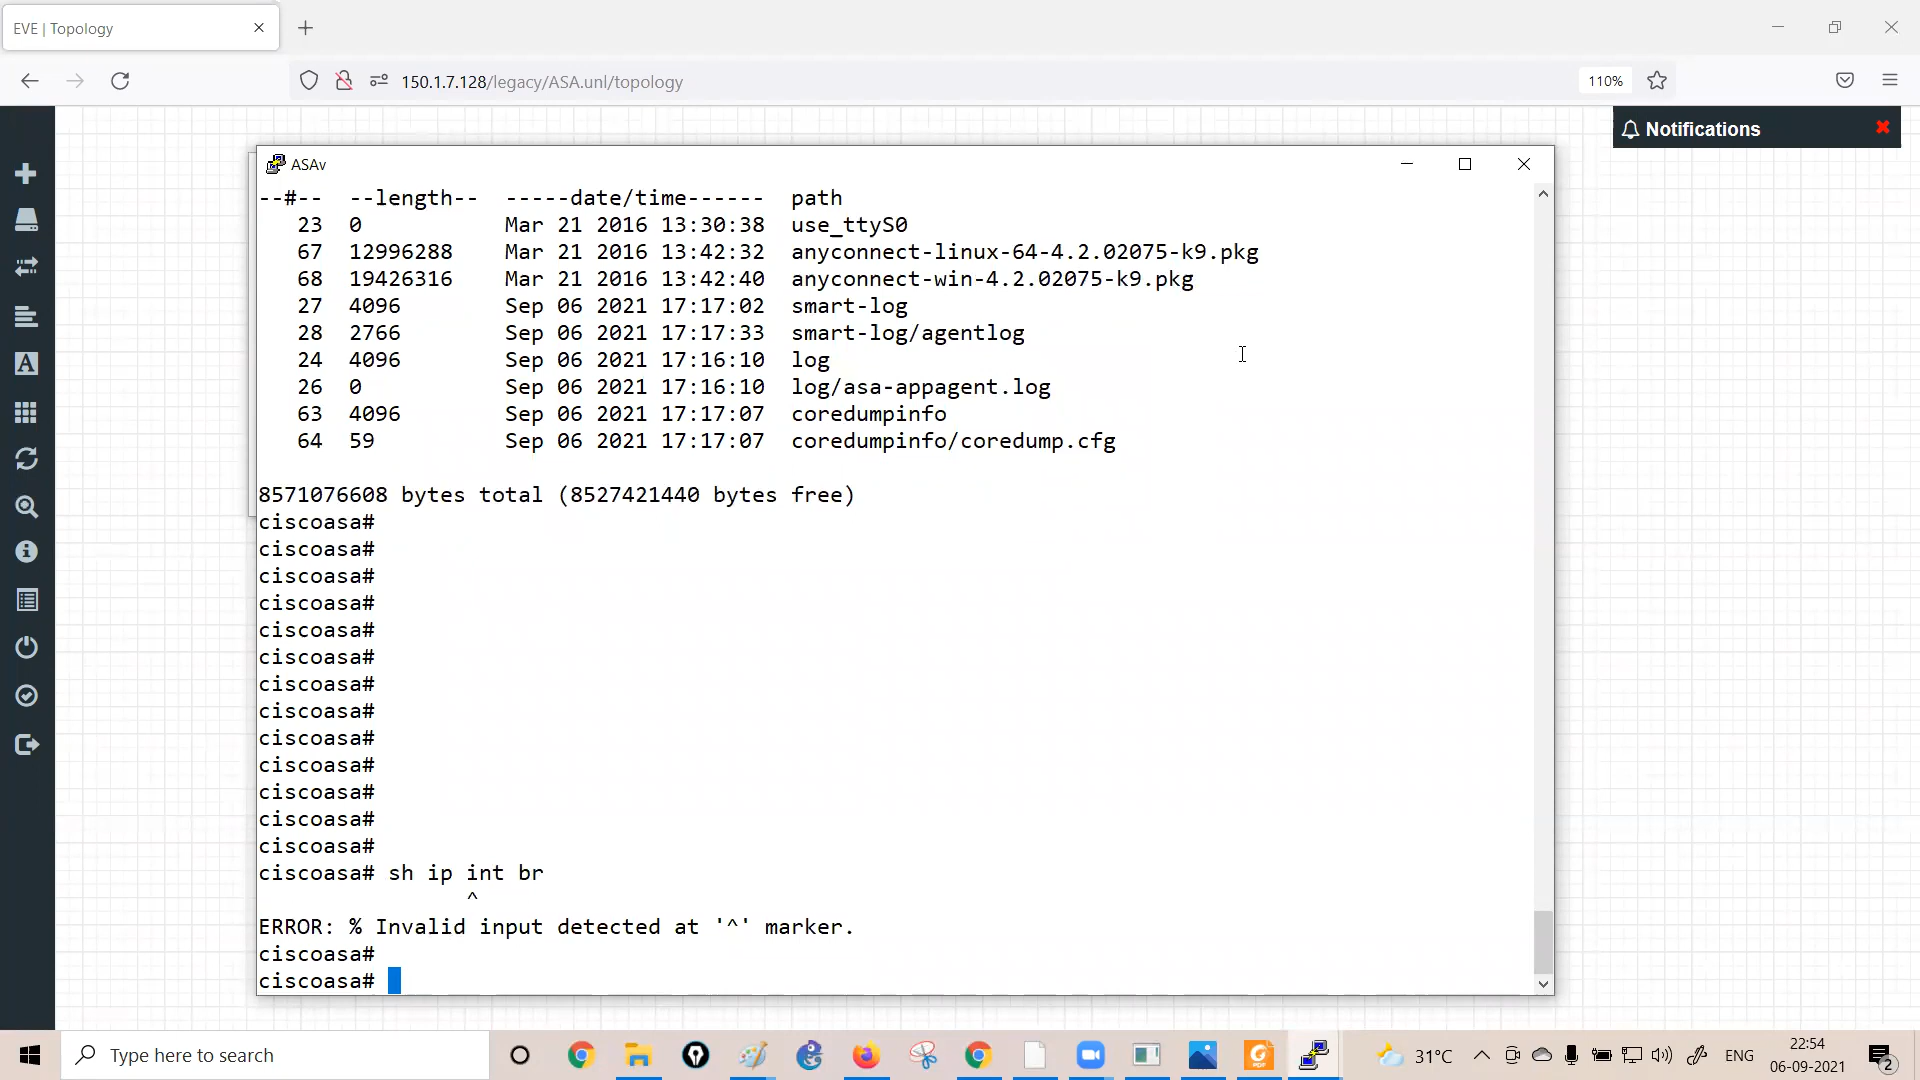 EVE | Topology
150.1.7.128/legacy/ASA.unl/topology
110%
Notifications
ASAv
--#--  --length--  -----date/time------  path
23  0  Mar 21 2016 13:30:38  use_ttyS0
67  12996288  Mar 21 2016 13:42:32  anyconnect-linux-64-4.2.02075-k9.pkg
68  19426316  Mar 21 2016 13:42:40  anyconnect-win-4.2.02075-k9.pkg
27  4096  Sep 06 2021 17:17:02  smart-log
28  2766  Sep 06 2021 17:17:33  smart-log/agentlog
24  4096  Sep 06 2021 17:16:10  log
26  0  Sep 06 2021 17:16:10  log/asa-appagent.log
63  4096  Sep 06 2021 17:17:07  coredumpinfo
64  59  Sep 06 2021 17:17:07  coredumpinfo/coredump.cfg
8571076608 bytes total (8527421440 bytes free)
ciscoasa#
ciscoasa#
ciscoasa#
ciscoasa#
ciscoasa#
ciscoasa#
ciscoasa#
ciscoasa#
ciscoasa#
ciscoasa#
ciscoasa#
ciscoasa#
ciscoasa#
ciscoasa# sh ip int br
^
ERROR: % Invalid input detected at '^' marker.
ciscoasa#
ciscoasa#
Type here to search
31°C
ENG
22:54
06-09-2021
2